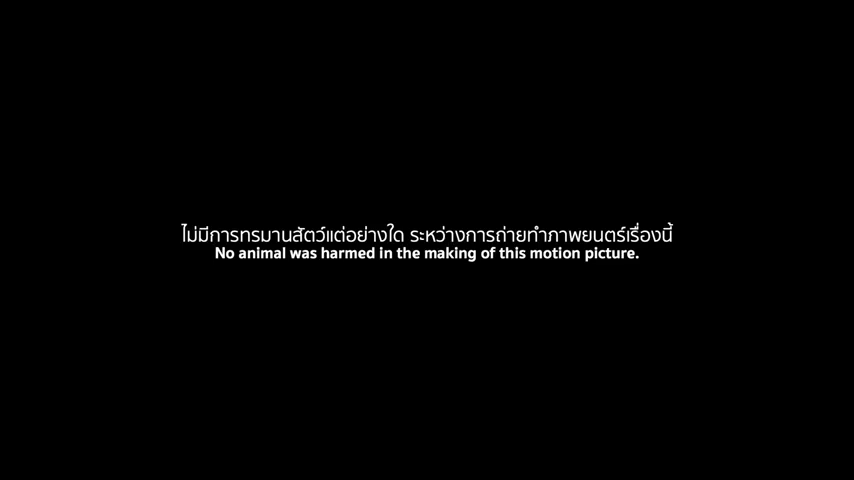 ไม่มีการทรมานสัตว์แต่อย่างใด ระหว่างการถ่ายทำภาพยนตร์เรื่องนี้
No animal was harmed in the making of this motion picture.